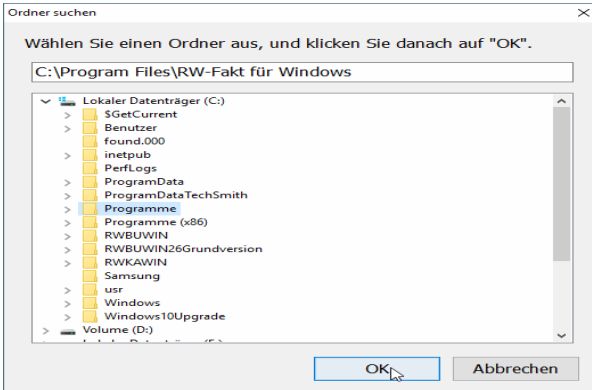 Ordner suchen
Wählen Sie einen Ordner aus, und klicken Sie danach auf "OK".
C:\Program Files\RW-Fakt für Windows
Lokaler Datenträger (C:)
$GetCurrent
Benutzer
found.000
inetpub
PerfLogs
ProgramData
ProgramDataTechSmith
Programme
Programme (x86)
RWBUWIN
RWBUWIN26Grundversion
RWKAWIN
Samsung
usr
Windows
Windows10Upgrade
Volume (D:)
OK
Abbrechen